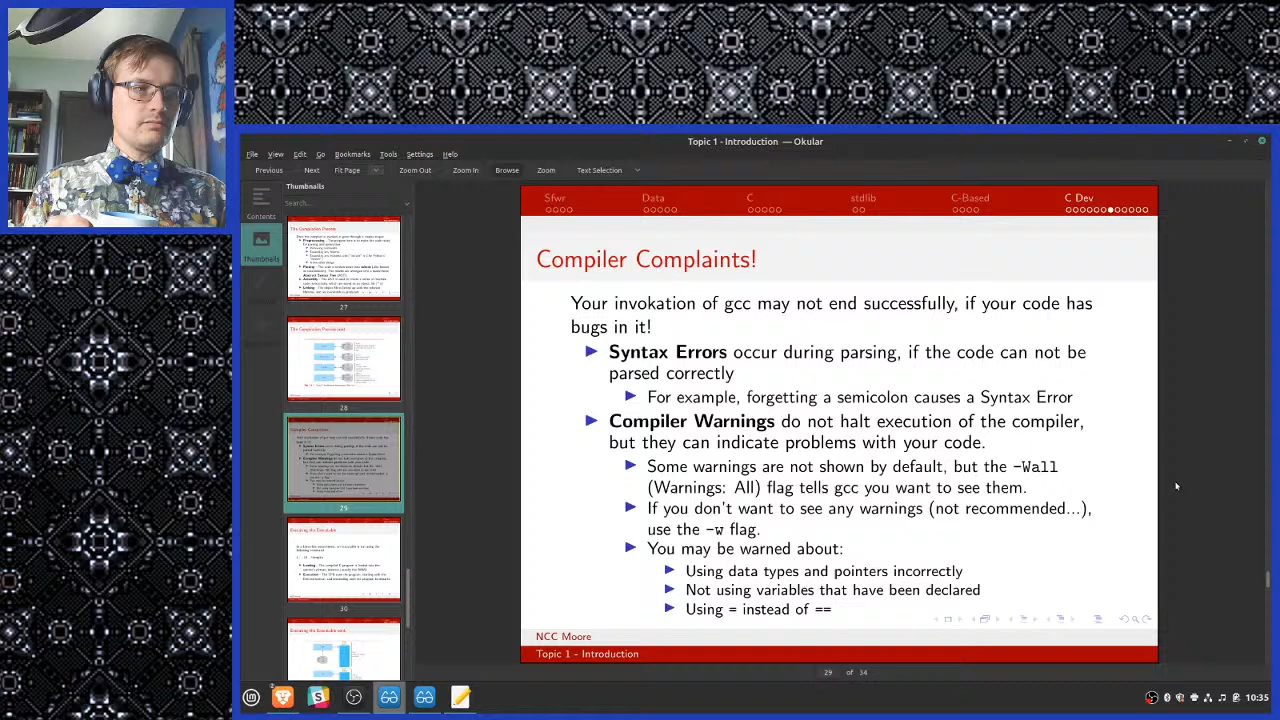 Topic 1 - Introduction — Okular
File View Edit Go Bookmarks Tools Settings Help
Previous Next Fit Page Zoom Out Zoom In Browse Zoom Text Selection
Contents
Thumbnails
Thumbnails
Search...
27
28
29
30
Sfwr Data C stdlib C-Based C Dev
Compiler Complaints!
Your invokation of gcc may not end successfully, if your code has
bugs in it!
Syntax Errors occur during parsing, if the code cannot be
parsed correctly
For example, forgetting a semicolon causes a Syntax Error
Compiler Warnings do not halt execution of the compiler,
but they can indicate problems with your code.
Some warnings are not shown by default, but the -Wall
(Warnings: All) flag tells gcc you want to see them.
If you don't want to see any warnings (not recommended...),
use the -w flag.
You may be warned about:
Using data types and pointers incorrectly
Not using variables that have been declared
Using = instead of ==
NCC Moore
Topic 1 - Introduction
29 of 34
10:35